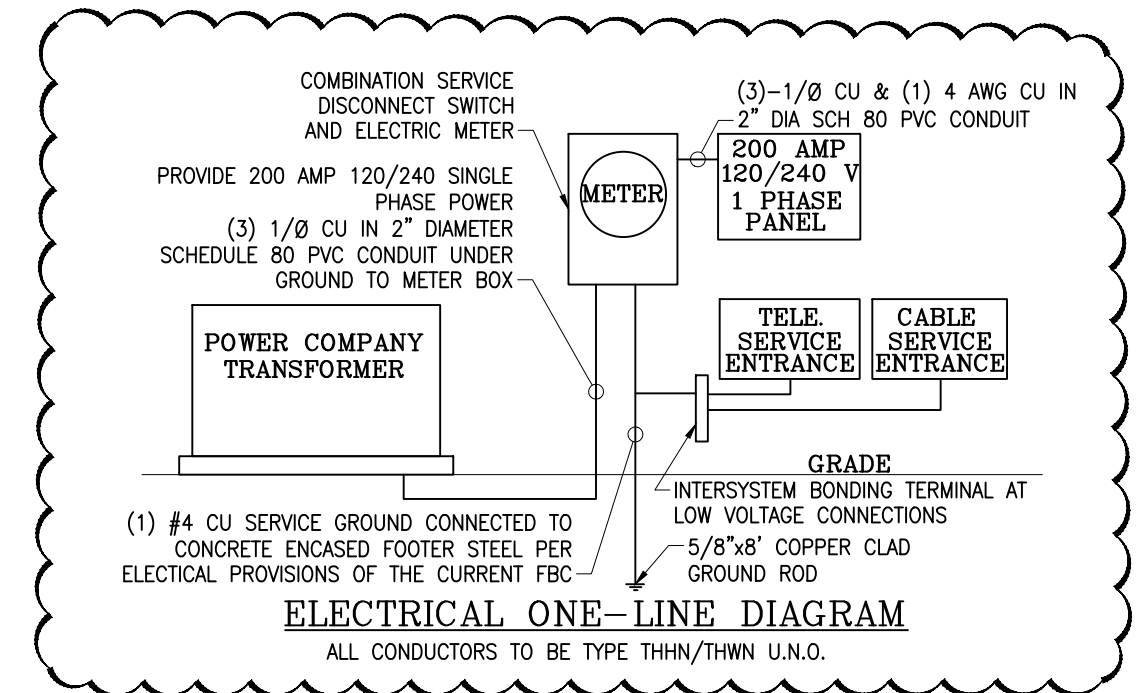 COMBINATION SERVICE
DISCONNECT SWITCH
AND ELECTRIC METER
(3)-1/Ø CU & (1) 4 AWG CU IN
2" DIA SCH 80 PVC CONDUIT
METER
200 AMP
120/240 V
1 PHASE
PANEL
PROVIDE 200 AMP 120/240 SINGLE
PHASE POWER
(3) 1/Ø CU IN 2" DIAMETER
SCHEDULE 80 PVC CONDUIT UNDER
GROUND TO METER BOX
POWER COMPANY
TRANSFORMER
TELE.
SERVICE
ENTRANCE
CABLE
SERVICE
ENTRANCE
GRADE
INTERSYSTEM BONDING TERMINAL AT
LOW VOLTAGE CONNECTIONS
(1) #4 CU SERVICE GROUND CONNECTED TO
CONCRETE ENCASED FOOTER STEEL PER
ELECTICAL PROVISIONS OF THE CURRENT FBC
5/8"x8' COPPER CLAD
GROUND ROD
ELECTRICAL ONE-LINE DIAGRAM
ALL CONDUCTORS TO BE TYPE THHN/THWN U.N.O.